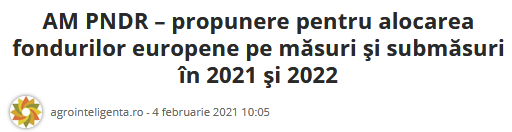 AM PNDR – propunere pentru alocarea
fondurilor europene pe măsuri şi submăsuri
în 2021 şi 2022
agrointeligenta.ro - 4 februarie 2021 10:05